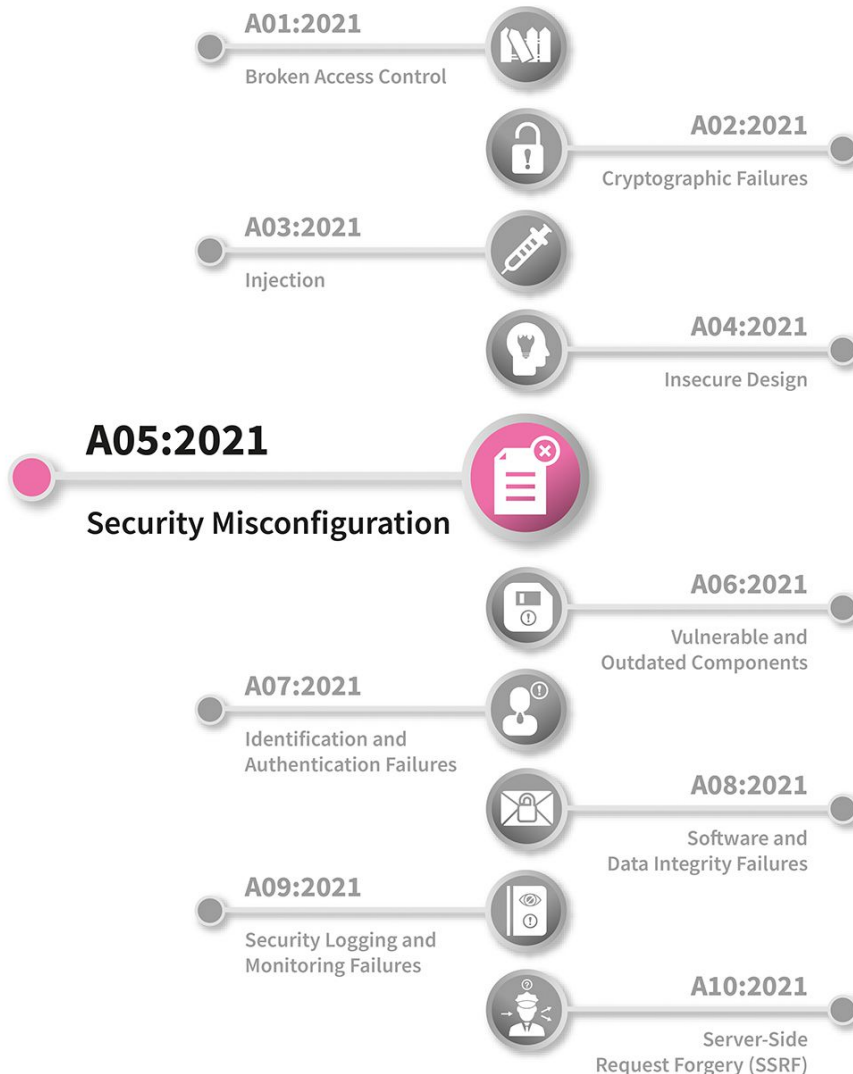 A01:2021
Broken Access Control
A02:2021
Cryptographic Failures
A03:2021
Injection
A04:2021
Insecure Design
A05:2021
Security Misconfiguration
A06:2021
Vulnerable and
Outdated Components
A07:2021
Identification and
Authentication Failures
A08:2021
Software and
Data Integrity Failures
A09:2021
Security Logging and
Monitoring Failures
A10:2021
Server-Side
Request Forgery (SSRF)